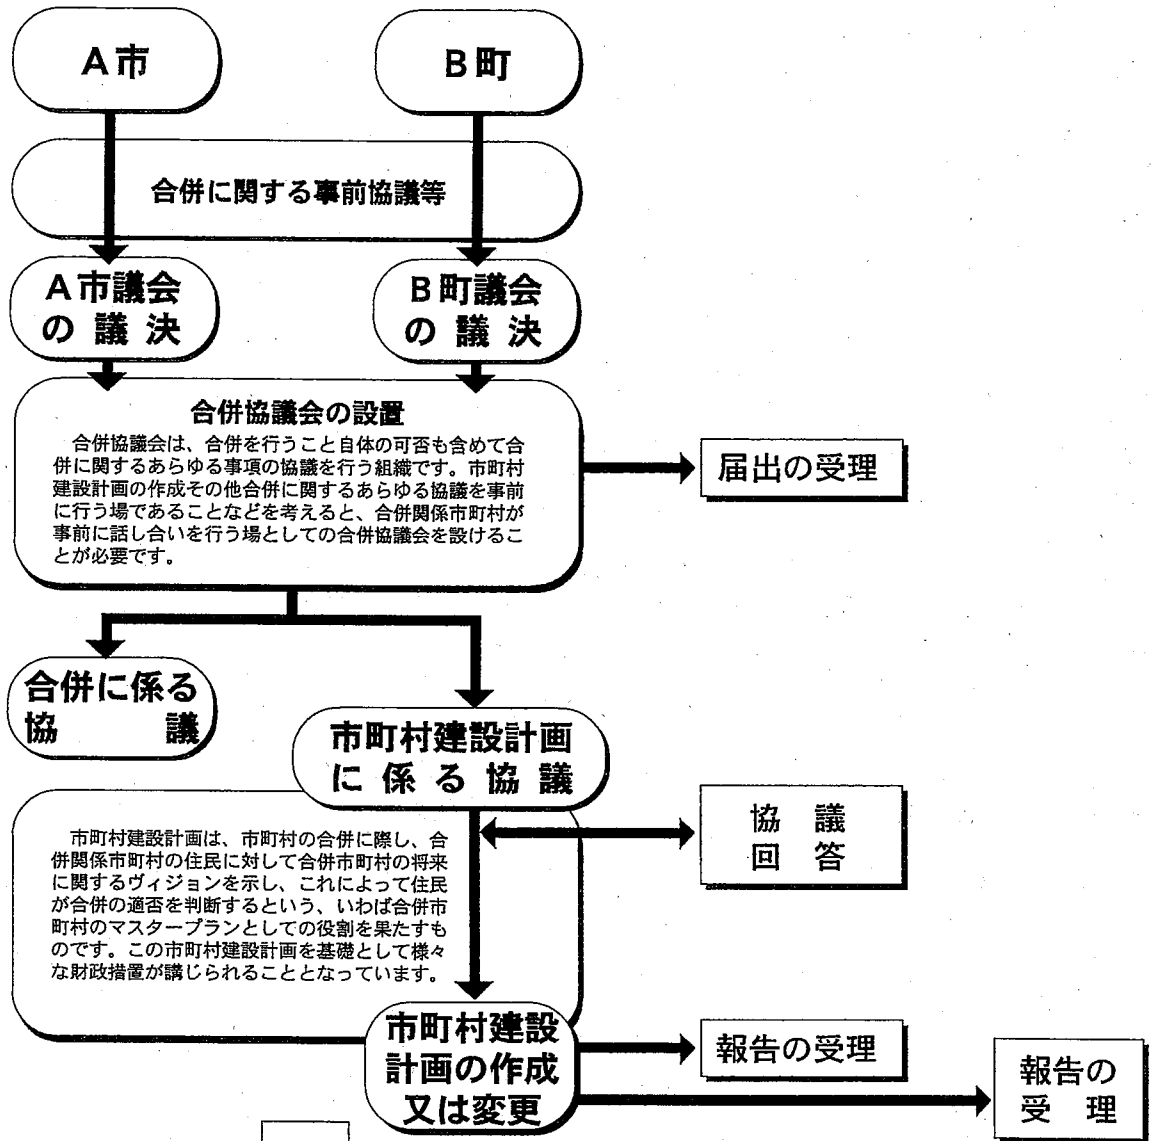 A市
B町
合併に関する事前協議等
A市議会
の議決
B町議会
の議決
合併協議会の設置
合併協議会は、合併を行うこと自体の可否も含めて合
併に関するあらゆる事項の協議を行う組織です。市町村
建設計画の作成その他合併に関するあらゆる協議を事前
に行う場であることなどを考えると、合併関係市町村が
事前に話し合いを行う場としての合併協議会を設けるこ
とが必要です。
届出の受理
合併に係る
協議
市町村建設計画
に係る協議
市町村建設計画は、市町村の合併に際し、合
併関係市町村の住民に対して合併市町村の将来
に関するヴィジョンを示し、これによって住民
が合併の適否を判断するという、いわば合併市
町村のマスタープランとしての役割を果たすも
のです。この市町村建設計画を基礎として様々
な財政措置が講じられることとなっています。
協議
回答
市町村建設
計画の作成
又は変更
報告の受理
報告の
受理